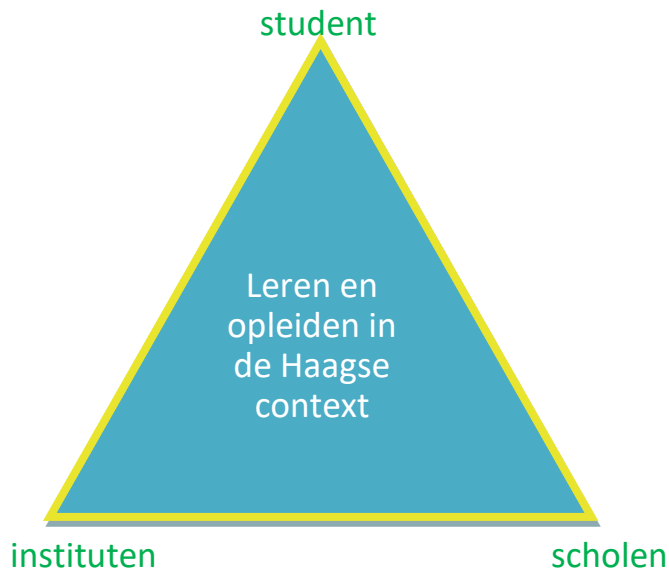 student
Leren en
opleiden in
de Haagse
context
instituten
scholen